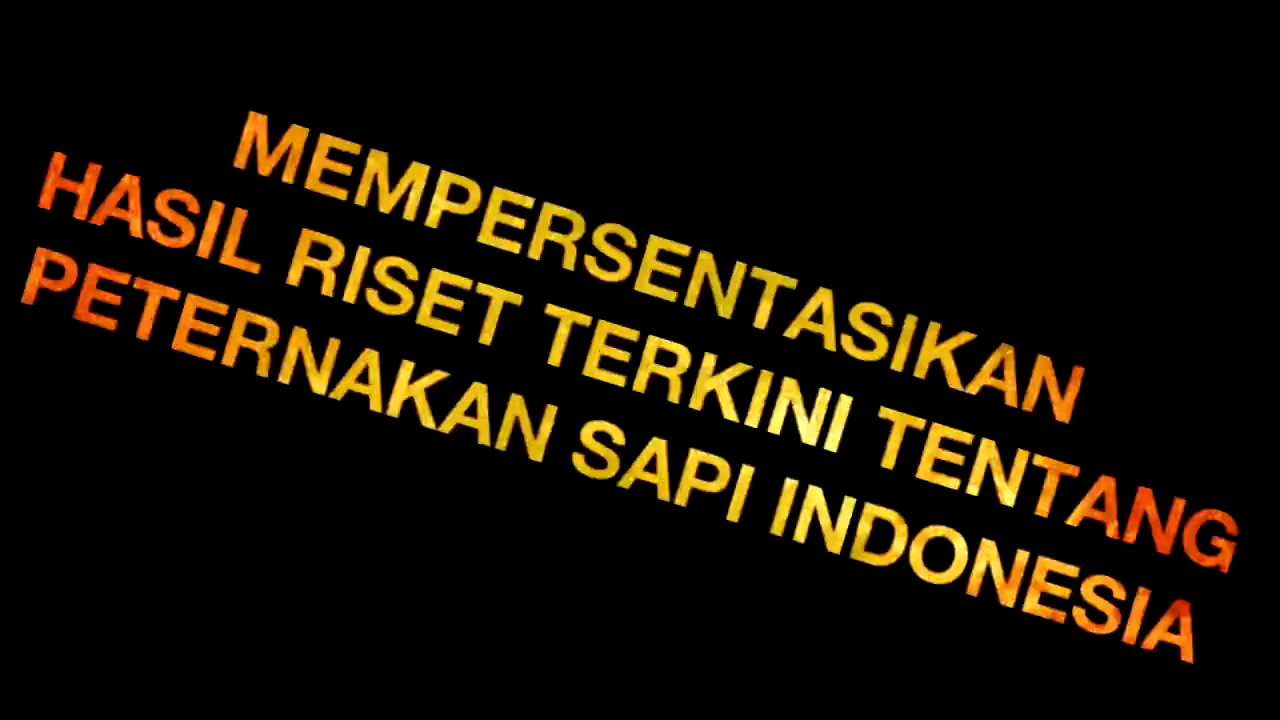 MEMPERSENTASIKAN
HASIL RISET TERKINI TENTANG
PETERNAKAN SAPI INDONESIA